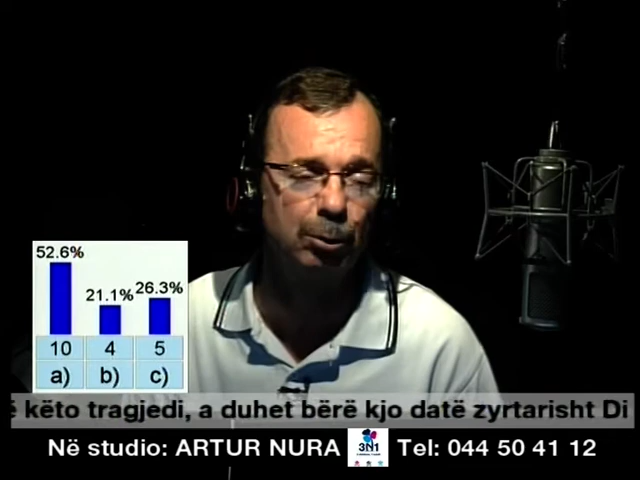 52.6%
21.1% 26.3%
10 4 5
a) b) c)
ë këto tragjedi, a duhet bërë kjo datë zyrtarisht Di
Në studio: ARTUR NURA 3N1 Tel: 044 50 41 12